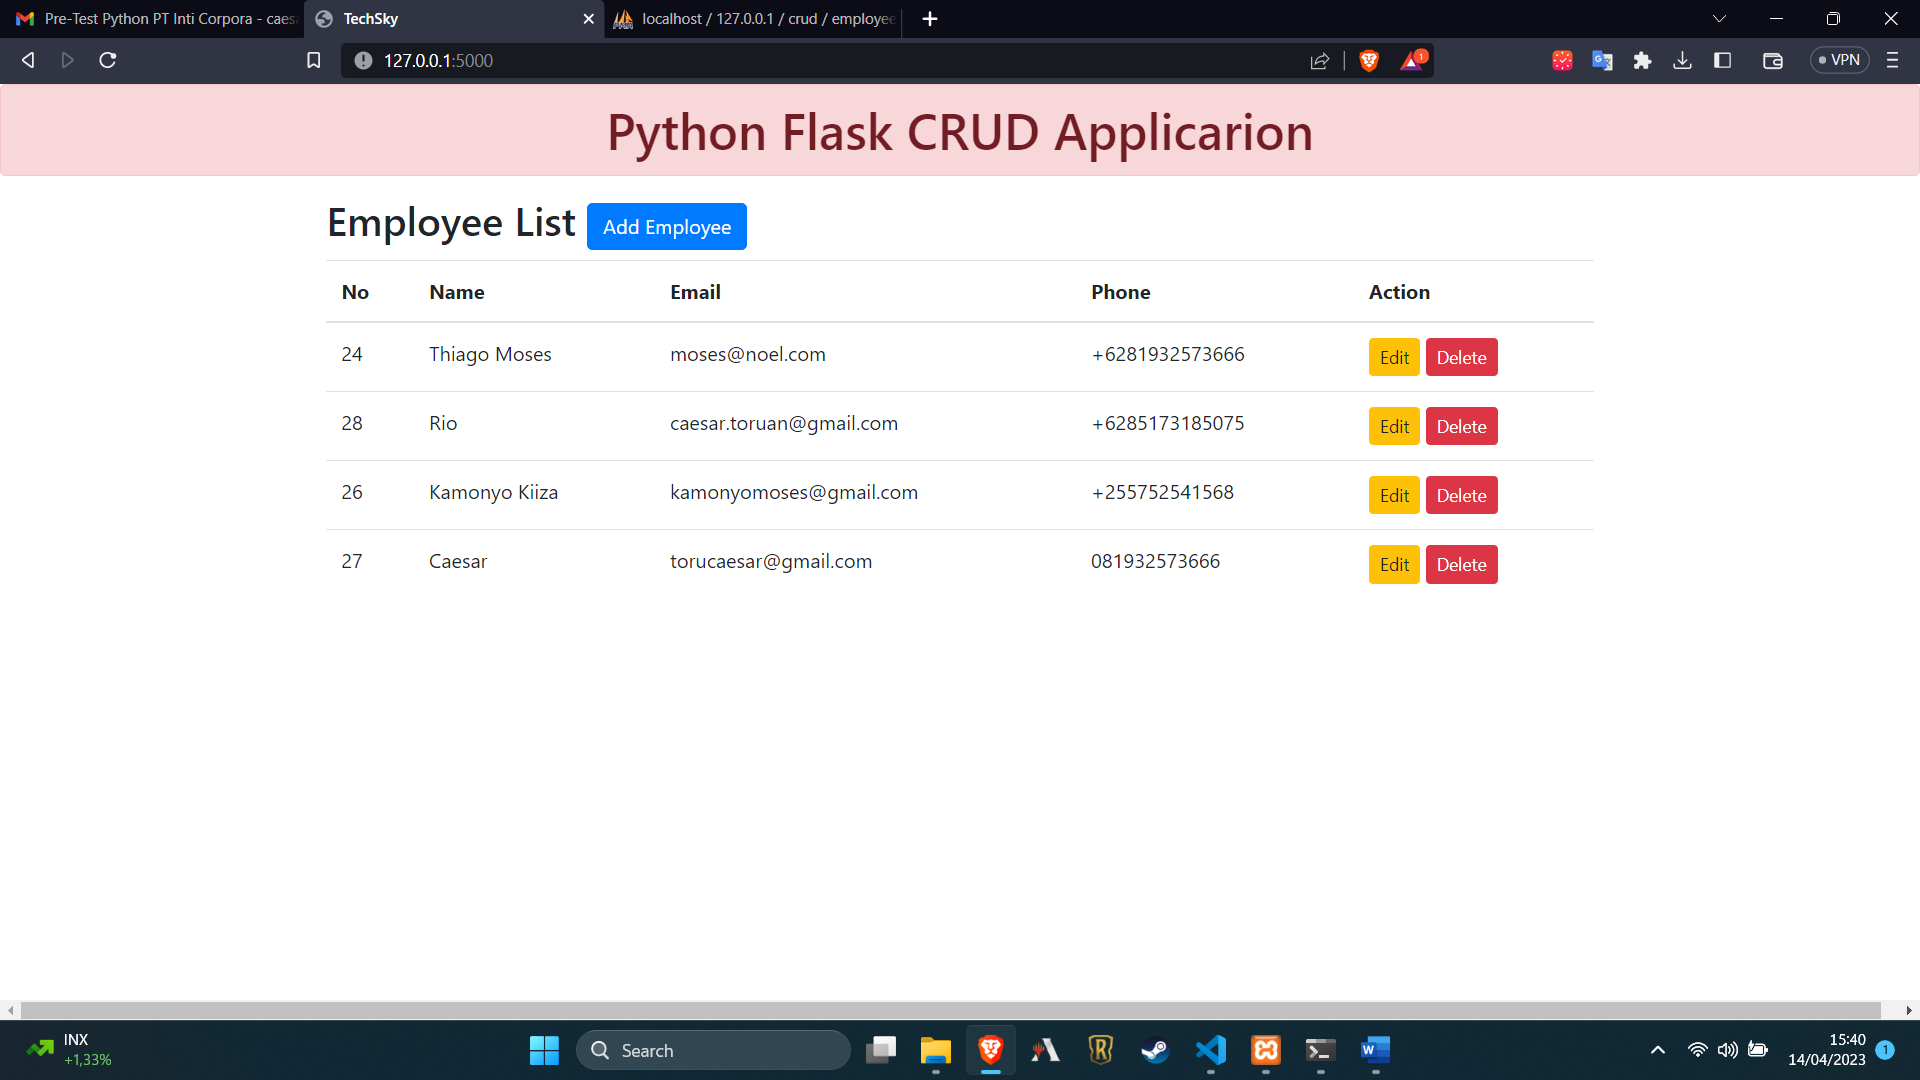 Pre-Test Python PT Inti Corpora - caes
TechSky
localhost / 127.0.0.1 / crud / employee
127.0.0.1:5000
1
VPN
Python Flask CRUD Applicarion
Employee List Add Employee
No Name Email Phone Action
24 Thiago Moses moses@noel.com +6281932573666 Edit Delete
28 Rio caesar.toruan@gmail.com +6285173185075 Edit Delete
26 Kamonyo Kiiza kamonyomoses@gmail.com +255752541568 Edit Delete
27 Caesar torucaesar@gmail.com 081932573666 Edit Delete
INX
+1,33%
Search
15:40
14/04/2023
1